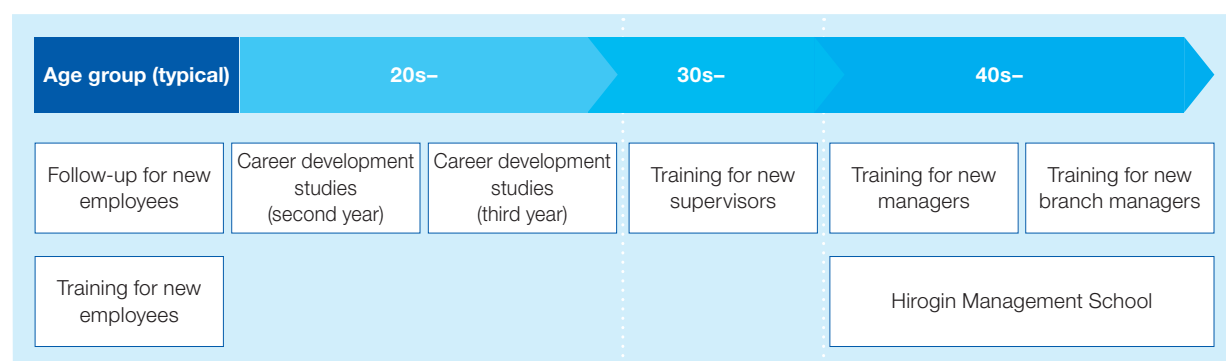 Age group (typical)
20s–
30s–
40s–
Follow-up for new
employees
Career development
studies
(second year)
Career development
studies
(third year)
Training for new
supervisors
Training for new
managers
Training for new
branch managers
Training for new
employees
Hirogin Management School